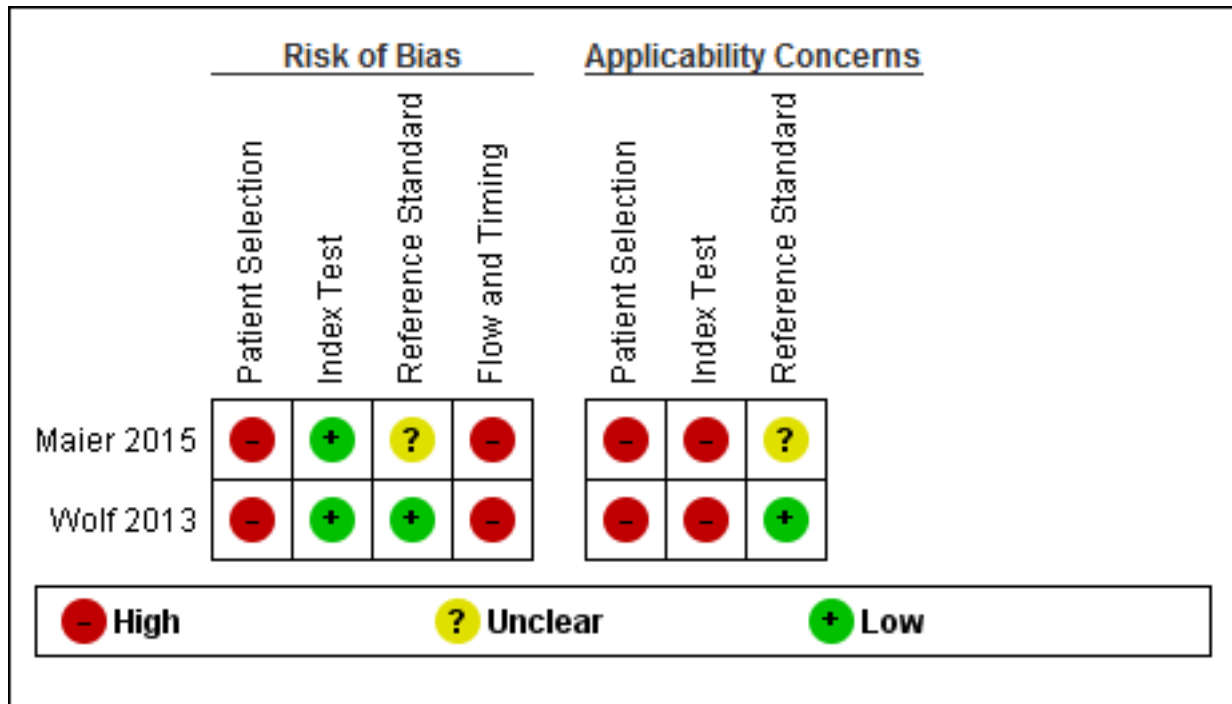 Risk of Bias Applicability Concerns
Patient Selection
Index Test
Reference Standard
Flow and Timing
Patient Selection
Index Test
Reference Standard
Maier 2015 - + ? - - - ?
Wolf 2013 - + + - - - +
- High ? Unclear + Low